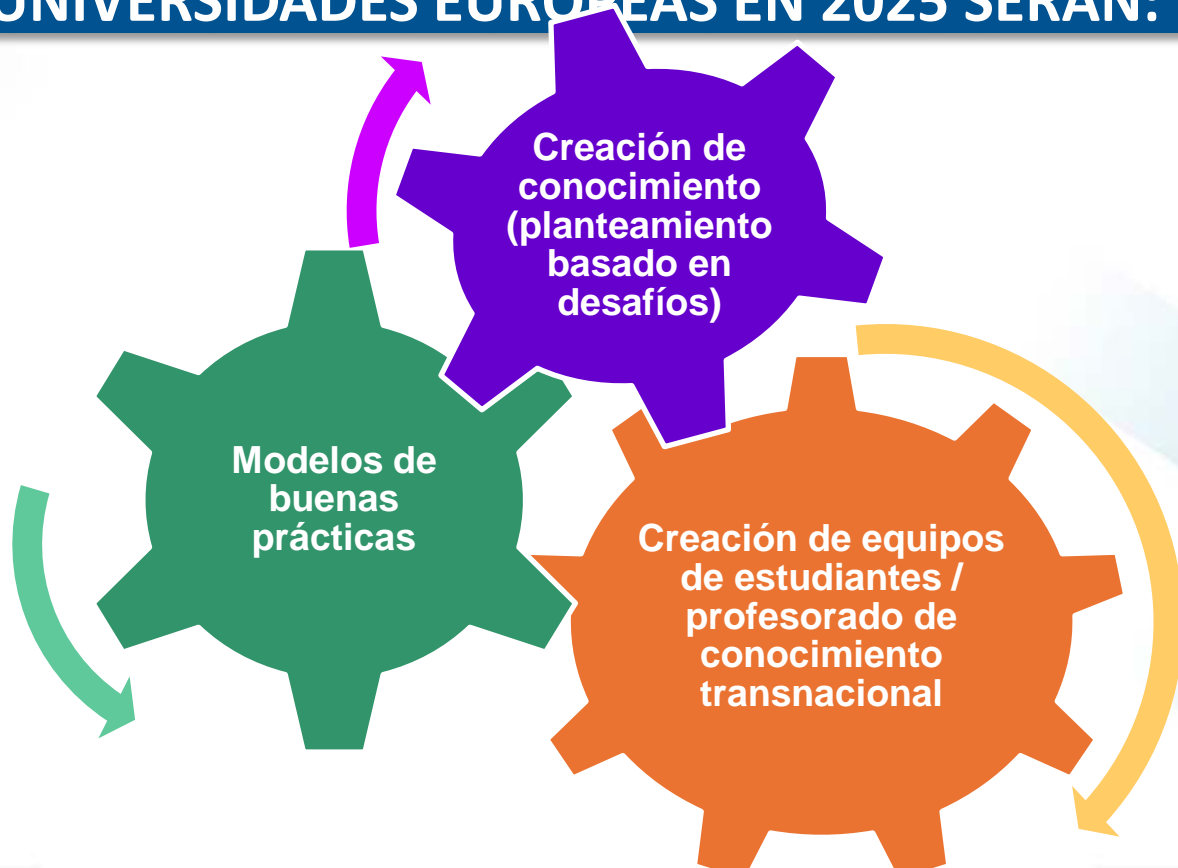 UNIVERSIDADES EUROPEAS EN 2025 SERÁN:
Creación de
conocimiento
(planteamiento
basado en
desafíos)
Modelos de
buenas
prácticas
Creación de equipos
de estudiantes /
profesorado de
conocimiento
transnacional